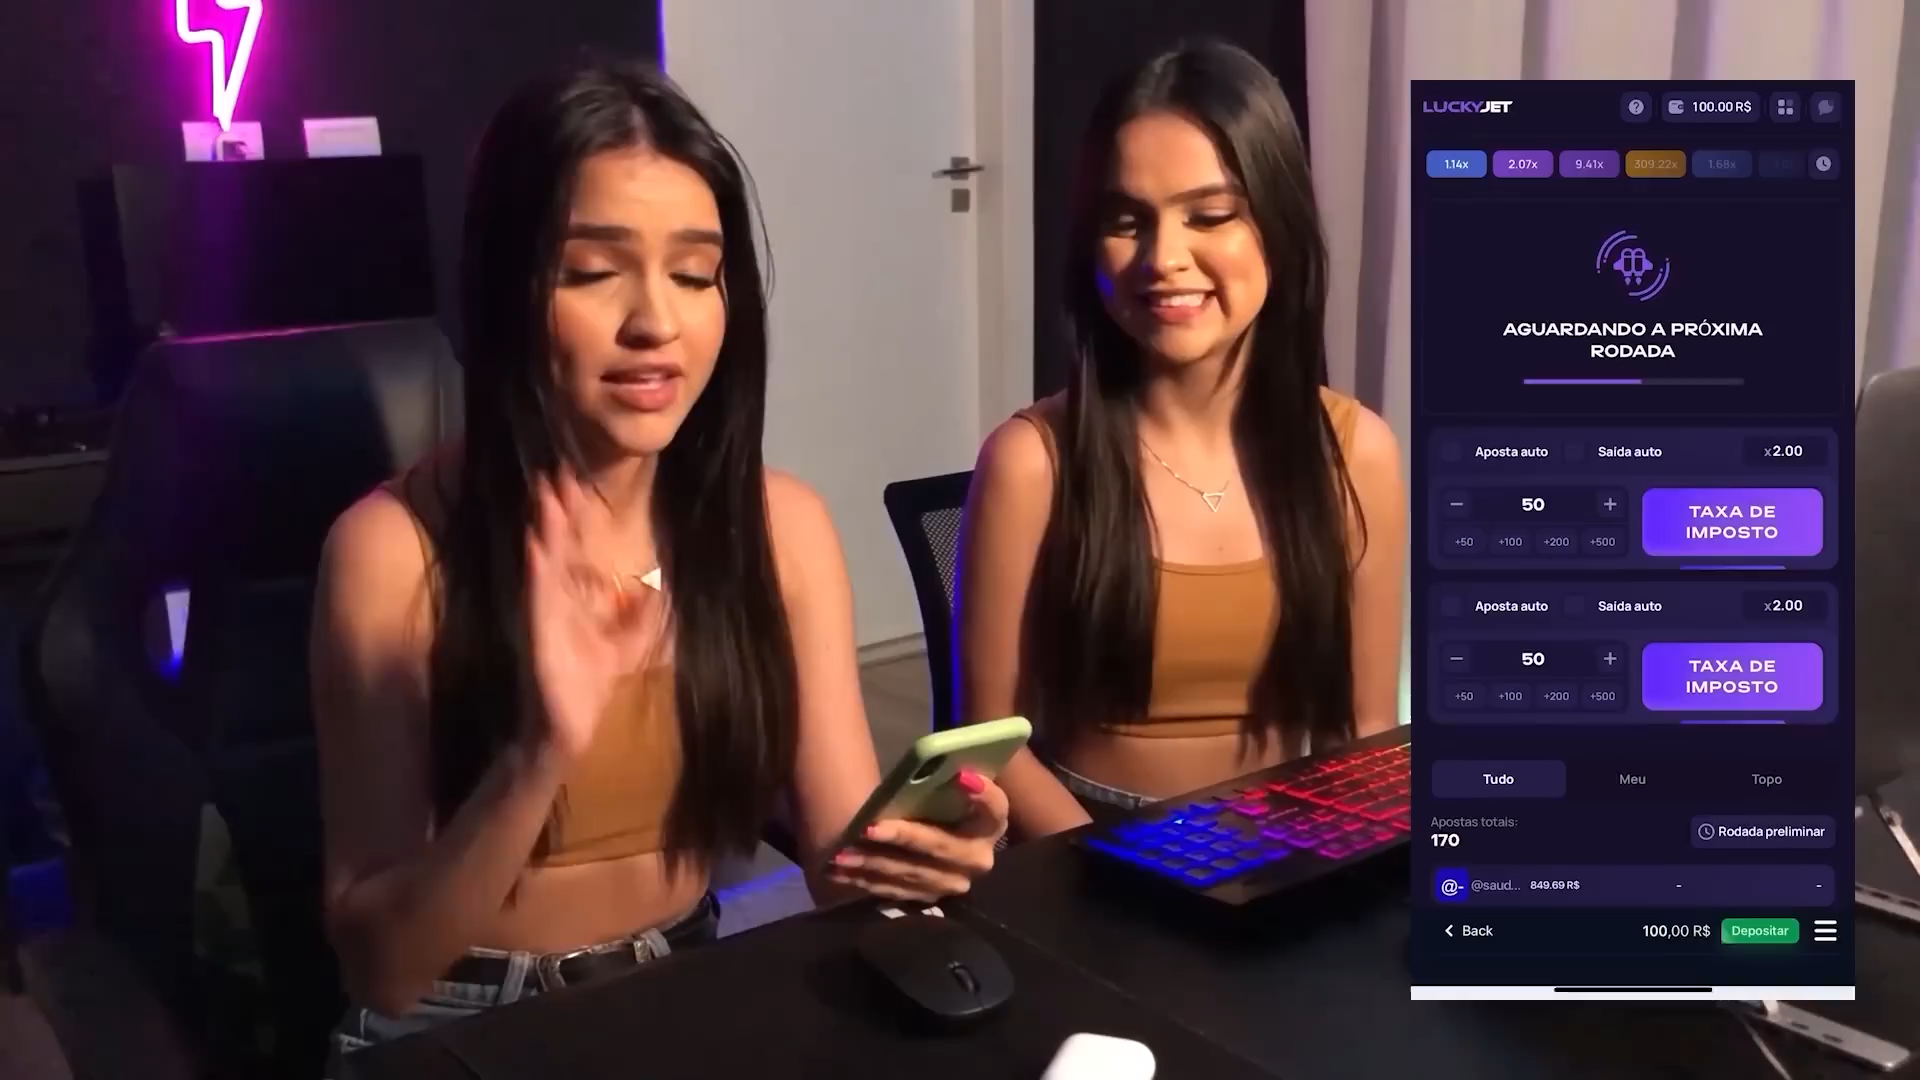 LUCKYJET
? 100.00 R$
1.14x 2.07x 9.41x 309.22x 1.68x
AGUARDANDO A PRÓXIMA
RODADA
Aposta auto Saída auto x2.00
− 50 +
+50 +100 +200 +500
TAXA DE
IMPOSTO
Aposta auto Saída auto x2.00
− 50 +
+50 +100 +200 +500
TAXA DE
IMPOSTO
Tudo Meu Topo
Apostas totais:
170
Rodada preliminar
@- @saud... 849.69 R$ - -
Back 100,00 R$ Depositar